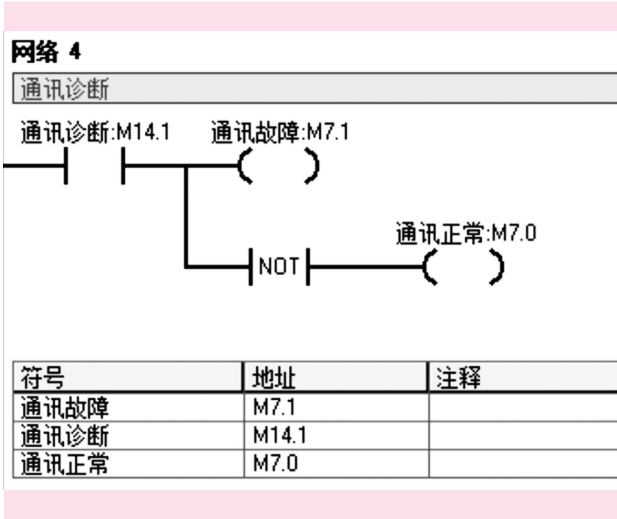 网络 4
通讯诊断
通讯诊断:M14.1 通讯故障:M7.1
通讯正常:M7.0
NOT
符号 地址 注释
通讯故障 M7.1
通讯诊断 M14.1
通讯正常 M7.0